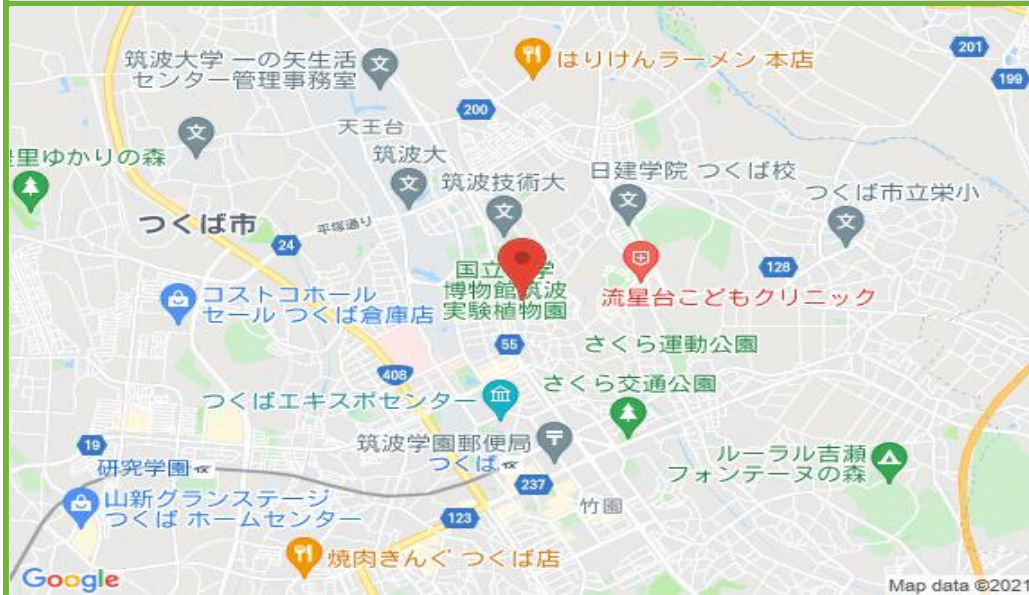 筑波大学 一の矢生活
センター管理事務室
はりけんラーメン 本店
201
199
200
天王台
里ゆかりの森
筑波大
筑波技術大
日建学院 つくば校
つくば市立栄小
つくば市
平塚通り
24
128
国立
学
博物館筑波
実験植物園
流星台こどもクリニック
コストコホール
セール つくば倉庫店
55
さくら運動公園
408
さくら交通公園
つくばエキスポセンター
筑波学園郵便局
つくば
19
研究学園
ルーラル吉瀬
フォンテーヌの森
237
山新グランステージ
つくば ホームセンター
123
竹園
焼肉きんぐ つくば店
Google
Map data ©2021